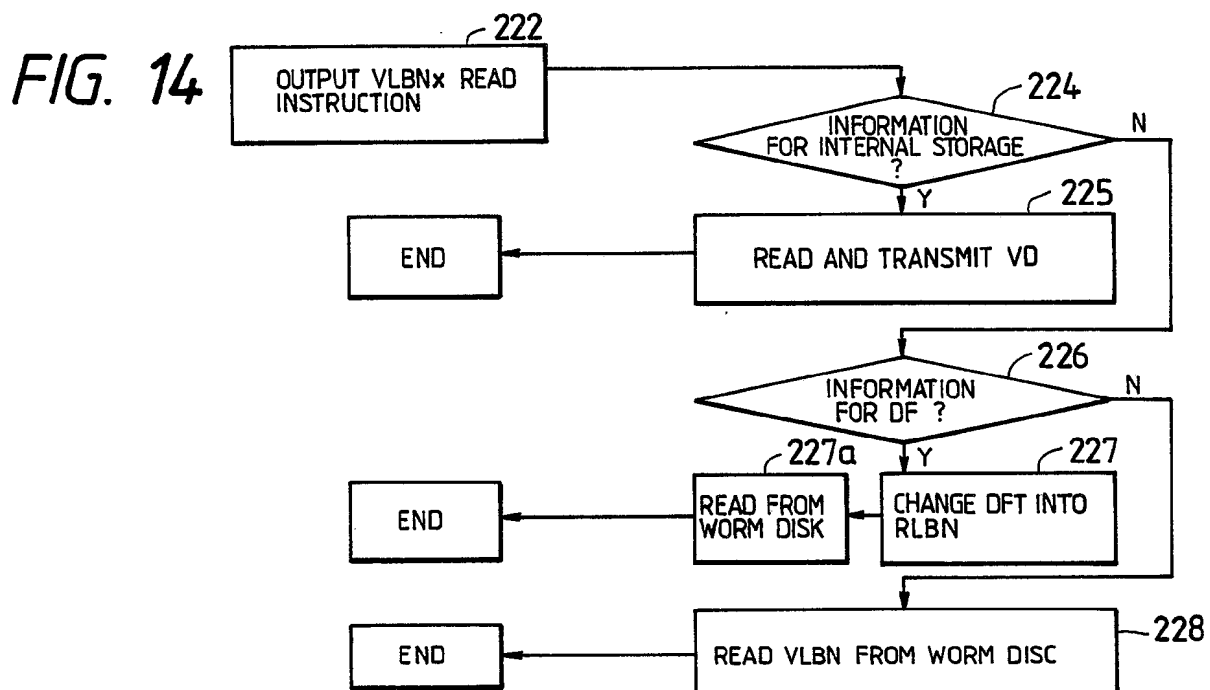 FIG. 14
222
OUTPUT VLBNx READ
INSTRUCTION
224
INFORMATION
FOR INTERNAL STORAGE
?
N
Y
225
READ AND TRANSMIT VD
END
226
INFORMATION
FOR DF ?
N
Y
227
CHANGE DFT INTO
RLBN
227a
READ FROM
WORM DISK
END
228
READ VLBN FROM WORM DISC
END